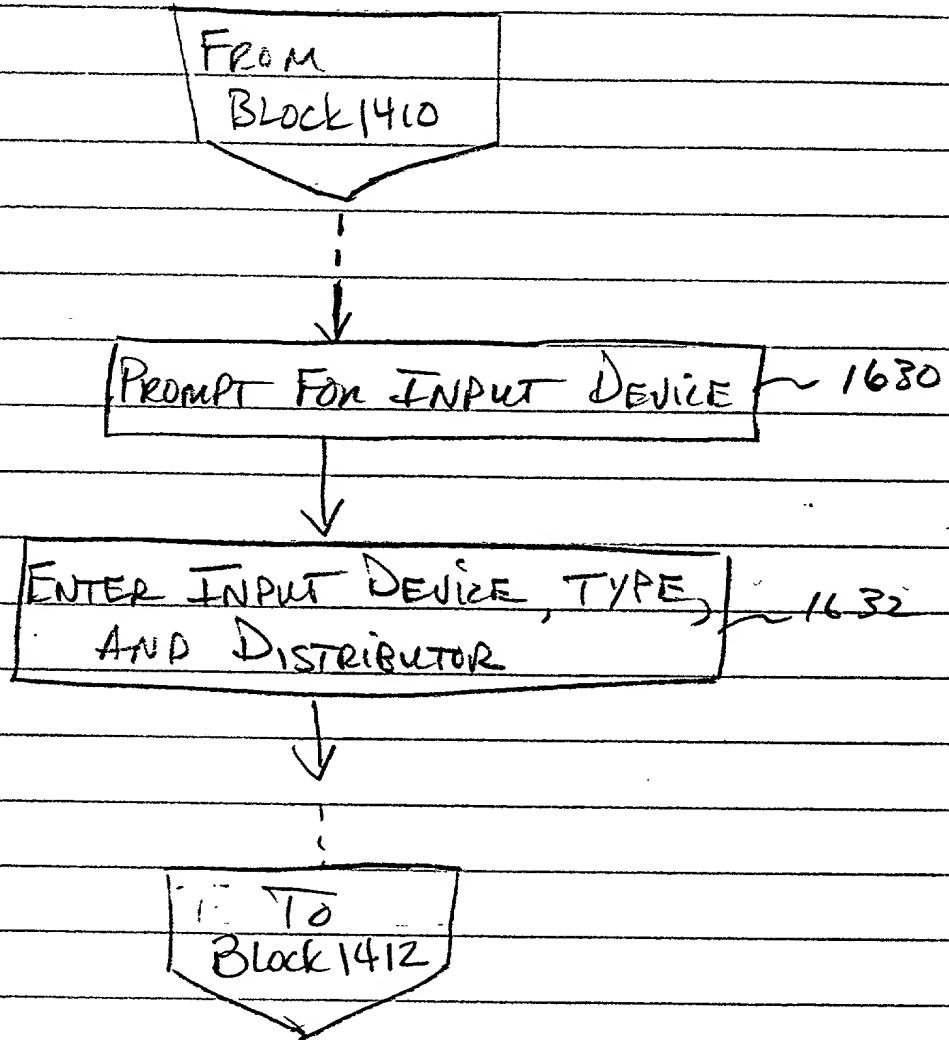 FROM
BLock 1410
PROMPT FOR INPUT DEVICE 1630
ENTER INPUT DEVICE, TYPE, 1632
AND DISTRIBUTOR
To
BLock 1412